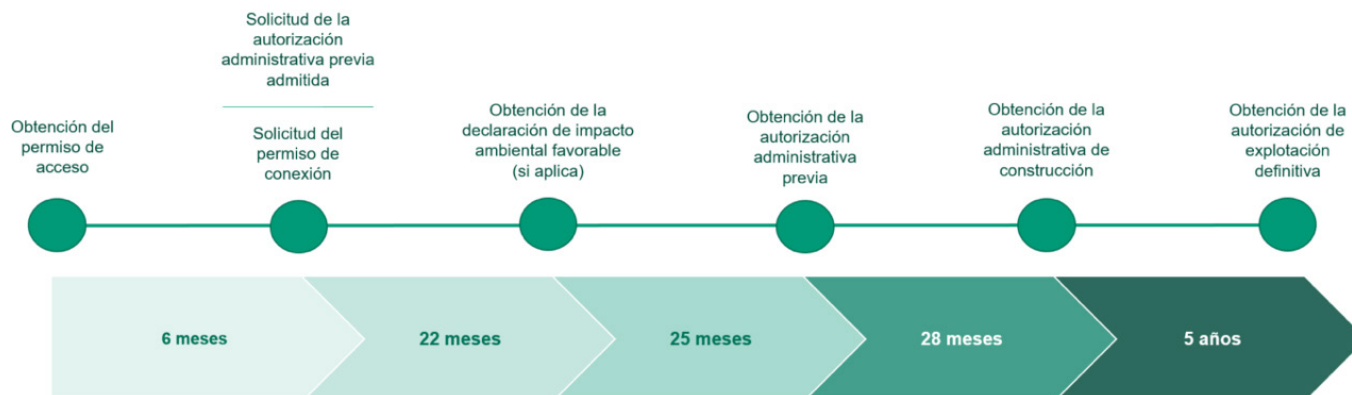 Solicitud de la
autorización
administrativa previa
admitida
Obtención del
permiso de
acceso
Solicitud del
permiso de
conexión
Obtención de la
declaración de impacto
ambiental favorable
(si aplica)
Obtención de la
autorización
administrativa
previa
Obtención de la
autorización
administrativa de
construcción
Obtención de la
autorización de
explotación
definitiva
6 meses
22 meses
25 meses
28 meses
5 años